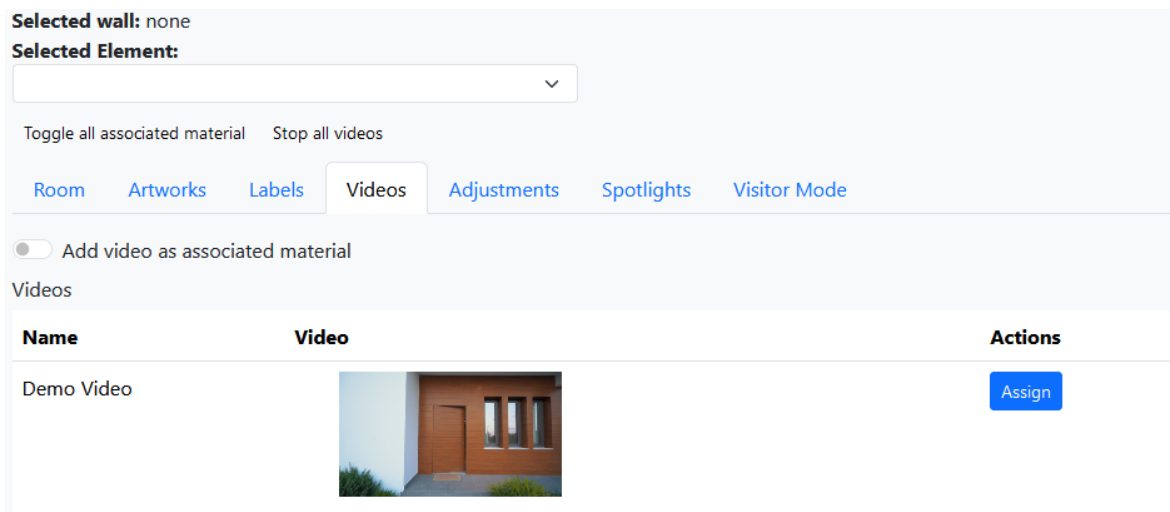 Selected wall: none
Selected Element:
Toggle all associated material Stop all videos
Room Artworks Labels Videos Adjustments Spotlights Visitor Mode
Add video as associated material
Videos
Name Video Actions
Demo Video Assign